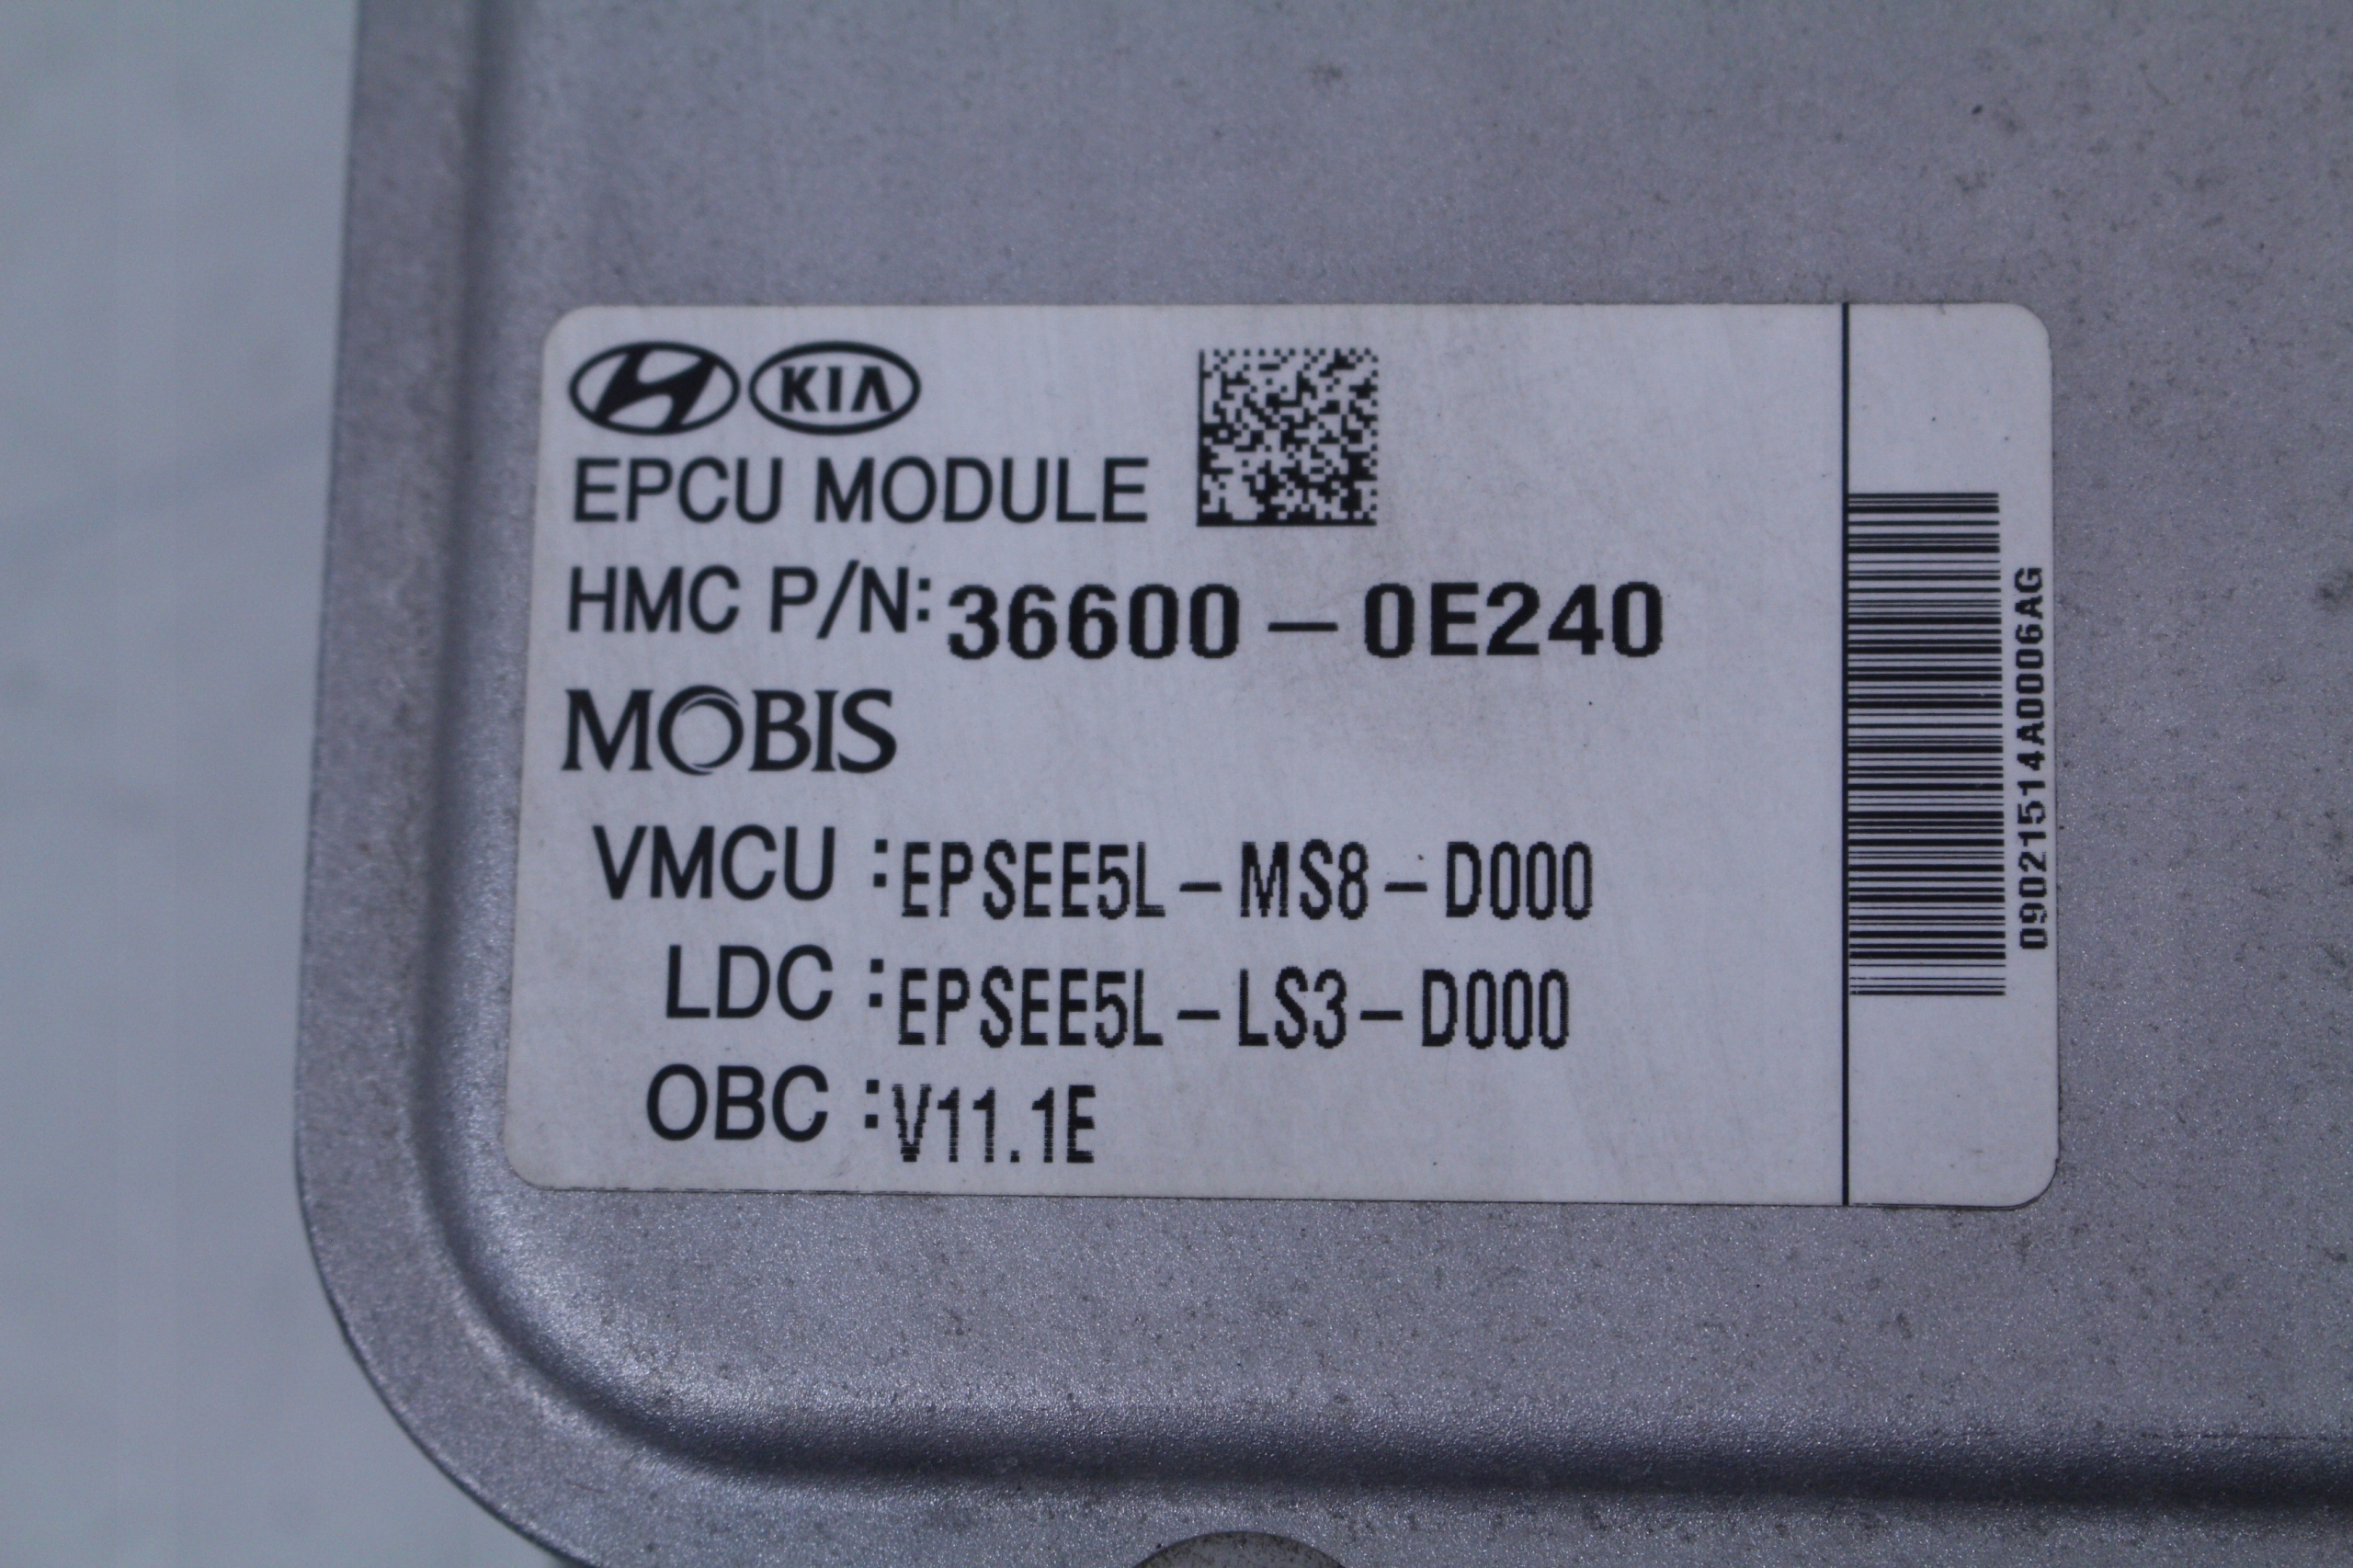 KIA
EPCU MODULE
HMC P/N: 36600-0E240
MOBIS
VMCU :EPSEE5L-MS8-D000
LDC :EPSEE5L-LS3-D000
OBC :V11.1E
09021514A0006AG